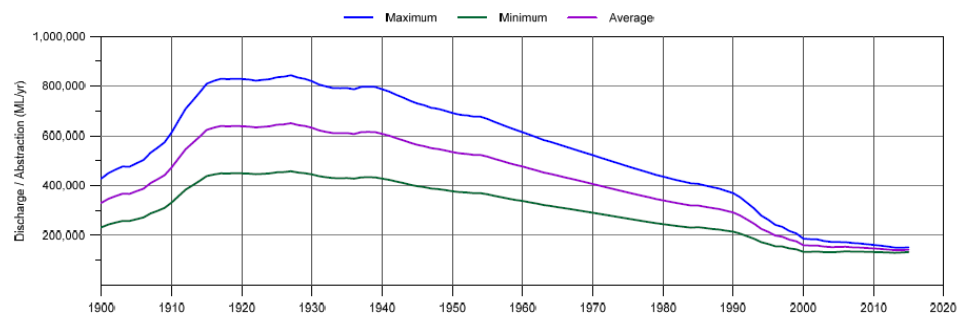 Maximum Minimum Average
1,000,000
800,000
600,000
400,000
200,000
Discharge / Abstraction (ML/yr)
1900 1910 1920 1930 1940 1950 1960 1970 1980 1990 2000 2010 2020